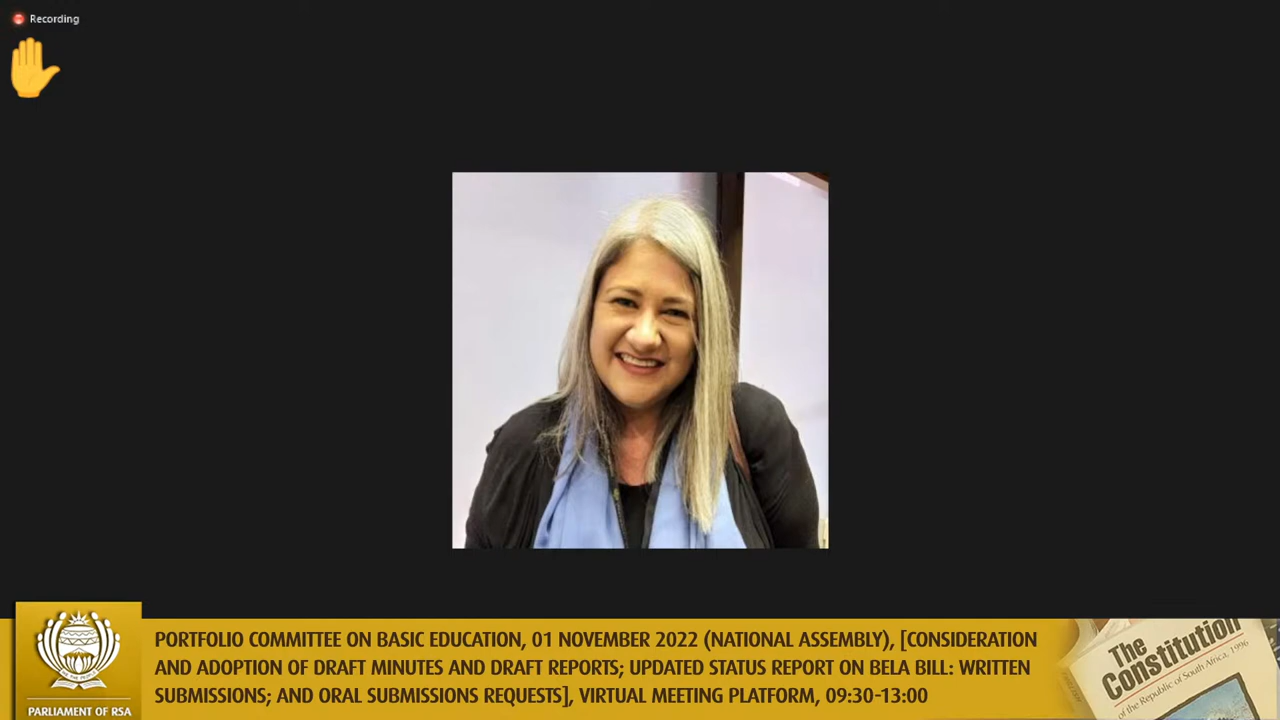 Recording
PORTFOLIO COMMITTEE ON BASIC EDUCATION, 01 NOVEMBER 2022 (NATIONAL ASSEMBLY), [CONSIDERATION
AND ADOPTION OF DRAFT MINUTES AND DRAFT REPORTS; UPDATED STATUS REPORT ON BELA BILL: WRITTEN
SUBMISSIONS; AND ORAL SUBMISSIONS REQUESTS], VIRTUAL MEETING PLATFORM, 09:30-13:00
PARLIAMENT OF RSA
The
Constitution
of the Republic of South Africa, 1996